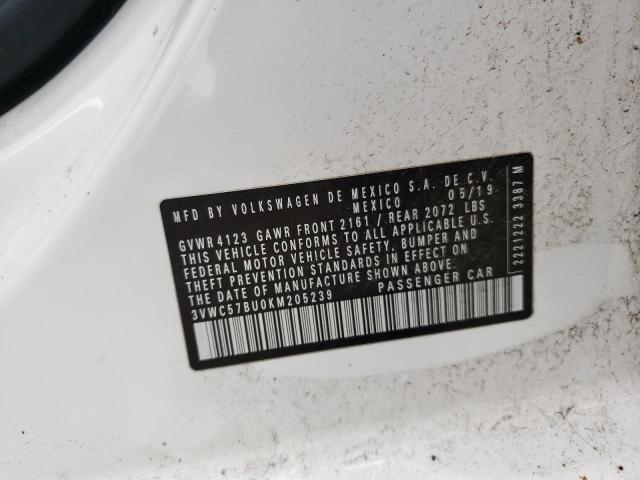 MFD BY VOLKSWAGEN DE MEXICO S.A. DE C.V.
MEXICO 05/19
GVWR 4123 GAWR FRONT 2161 / REAR 2072 LBS
THIS VEHICLE CONFORMS TO ALL APPLICABLE U.S.
FEDERAL MOTOR VEHICLE SAFETY, BUMPER AND
THEFT PREVENTION STANDARDS IN EFFECT ON
THE DATE OF MANUFACTURE SHOWN ABOVE.
3VWC57BU0KM205239 PASSENGER CAR
2221222 3387 M